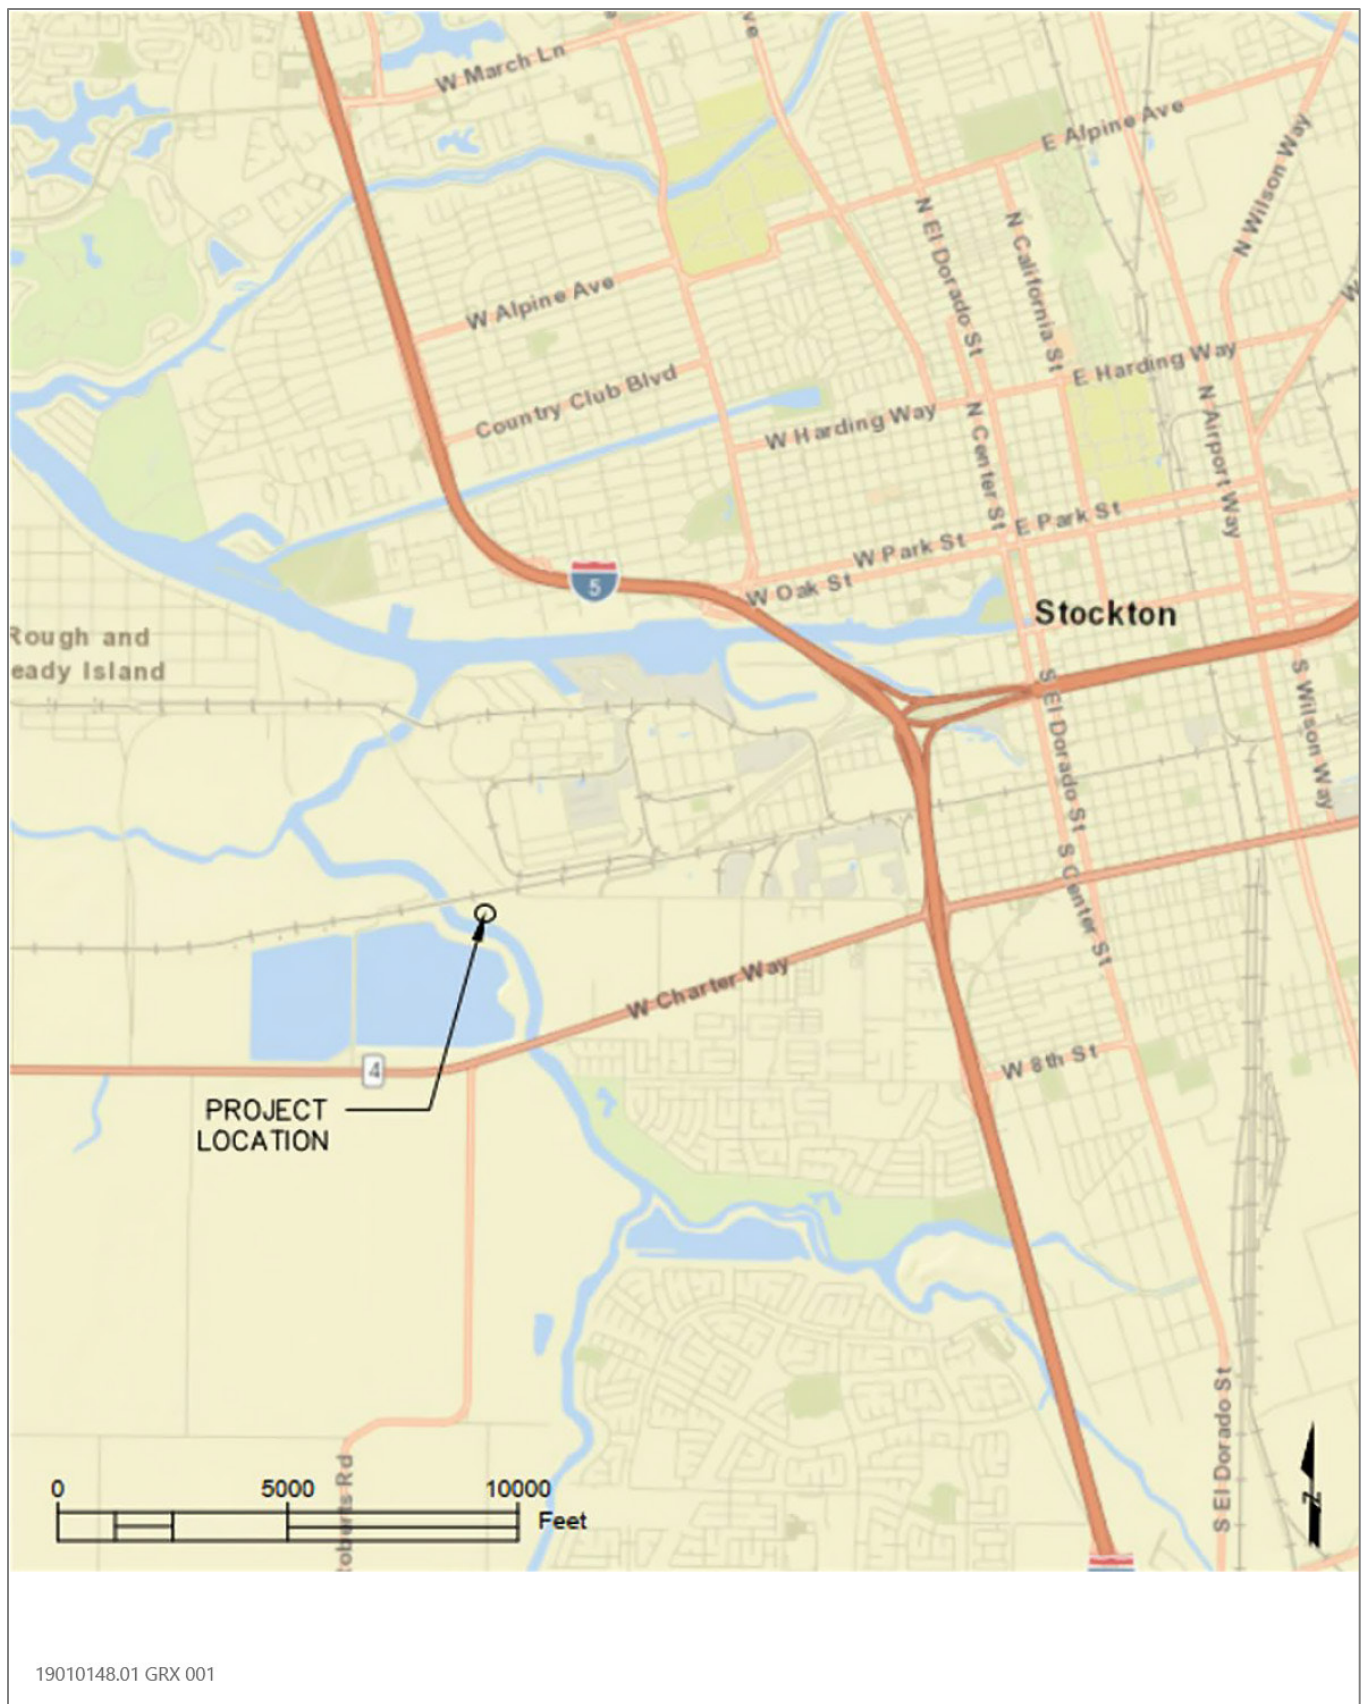 W March Ln
E Alpine Ave
N Wilson Way
N El Dorado St
N California St
W Alpine Ave
E Harding Way
Country Club Blvd
W Harding Way
N Center St
N Airport Way
E Park St
W Park St
5
W Oak St
Stockton
Rough and
eady Island
S El Dorado St
S Wilson Way
S Center St
W Charter Way
4
W 8th St
PROJECT
LOCATION
S El Dorado St
oberts Rd
0 5000 10000
Feet
N
19010148.01 GRX 001